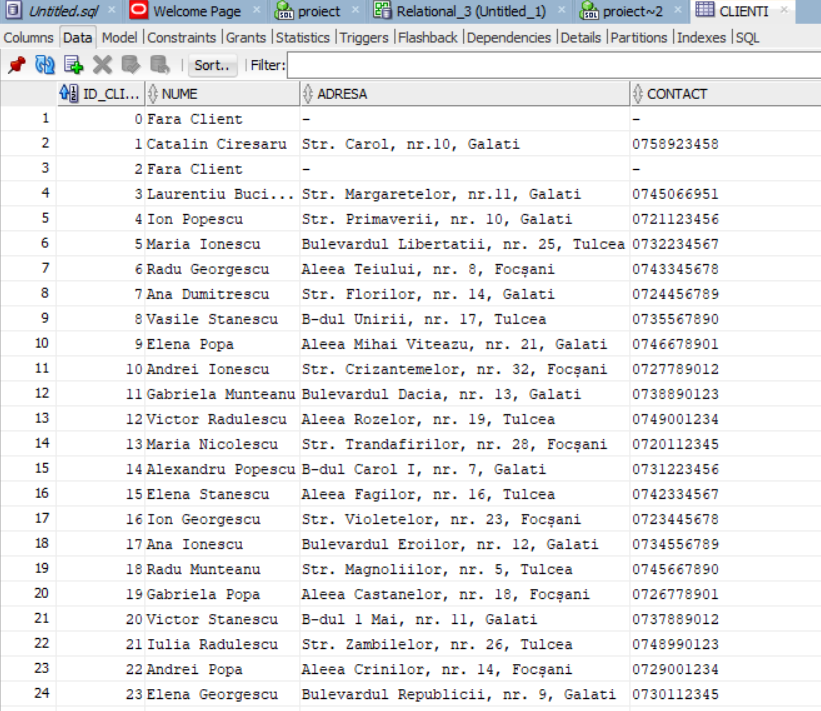 Untitled.sql × Welcome Page × proiect × Relational_3 (Untitled_1) × proiect~2 × CLIENTI ×
Columns Data Model Constraints Grants Statistics Triggers Flashback Dependencies Details Partitions Indexes SQL
Sort.. Filter:
ID_CLI... NUME ADRESA CONTACT
1 0 Fara Client - -
2 1 Catalin Ciresaru Str. Carol, nr.10, Galati 0758923458
3 2 Fara Client - -
4 3 Laurentiu Buci... Str. Margaretelor, nr.11, Galati 0745066951
5 4 Ion Popescu Str. Primaverii, nr. 10, Galati 0721123456
6 5 Maria Ionescu Bulevardul Libertatii, nr. 25, Tulcea 0732234567
7 6 Radu Georgescu Aleea Teiului, nr. 8, Focșani 0743345678
8 7 Ana Dumitrescu Str. Florilor, nr. 14, Galati 0724456789
9 8 Vasile Stanescu B-dul Unirii, nr. 17, Tulcea 0735567890
10 9 Elena Popa Aleea Mihai Viteazu, nr. 21, Galati 0746678901
11 10 Andrei Ionescu Str. Crizantemelor, nr. 32, Focșani 0727789012
12 11 Gabriela Munteanu Bulevardul Dacia, nr. 13, Galati 0738890123
13 12 Victor Radulescu Aleea Rozelor, nr. 19, Tulcea 0749001234
14 13 Maria Nicolescu Str. Trandafirilor, nr. 28, Focșani 0720112345
15 14 Alexandru Popescu B-dul Carol I, nr. 7, Galati 0731223456
16 15 Elena Stanescu Aleea Fagilor, nr. 16, Tulcea 0742334567
17 16 Ion Georgescu Str. Violetelor, nr. 23, Focșani 0723445678
18 17 Ana Ionescu Bulevardul Eroilor, nr. 12, Galati 0734556789
19 18 Radu Munteanu Str. Magnoliilor, nr. 5, Tulcea 0745667890
20 19 Gabriela Popa Aleea Castanelor, nr. 18, Focșani 0726778901
21 20 Victor Stanescu B-dul 1 Mai, nr. 11, Galati 0737889012
22 21 Iulia Radulescu Str. Zambilelor, nr. 26, Tulcea 0748990123
23 22 Andrei Popa Aleea Crinilor, nr. 14, Focșani 0729001234
24 23 Elena Georgescu Bulevardul Republicii, nr. 9, Galati 0730112345